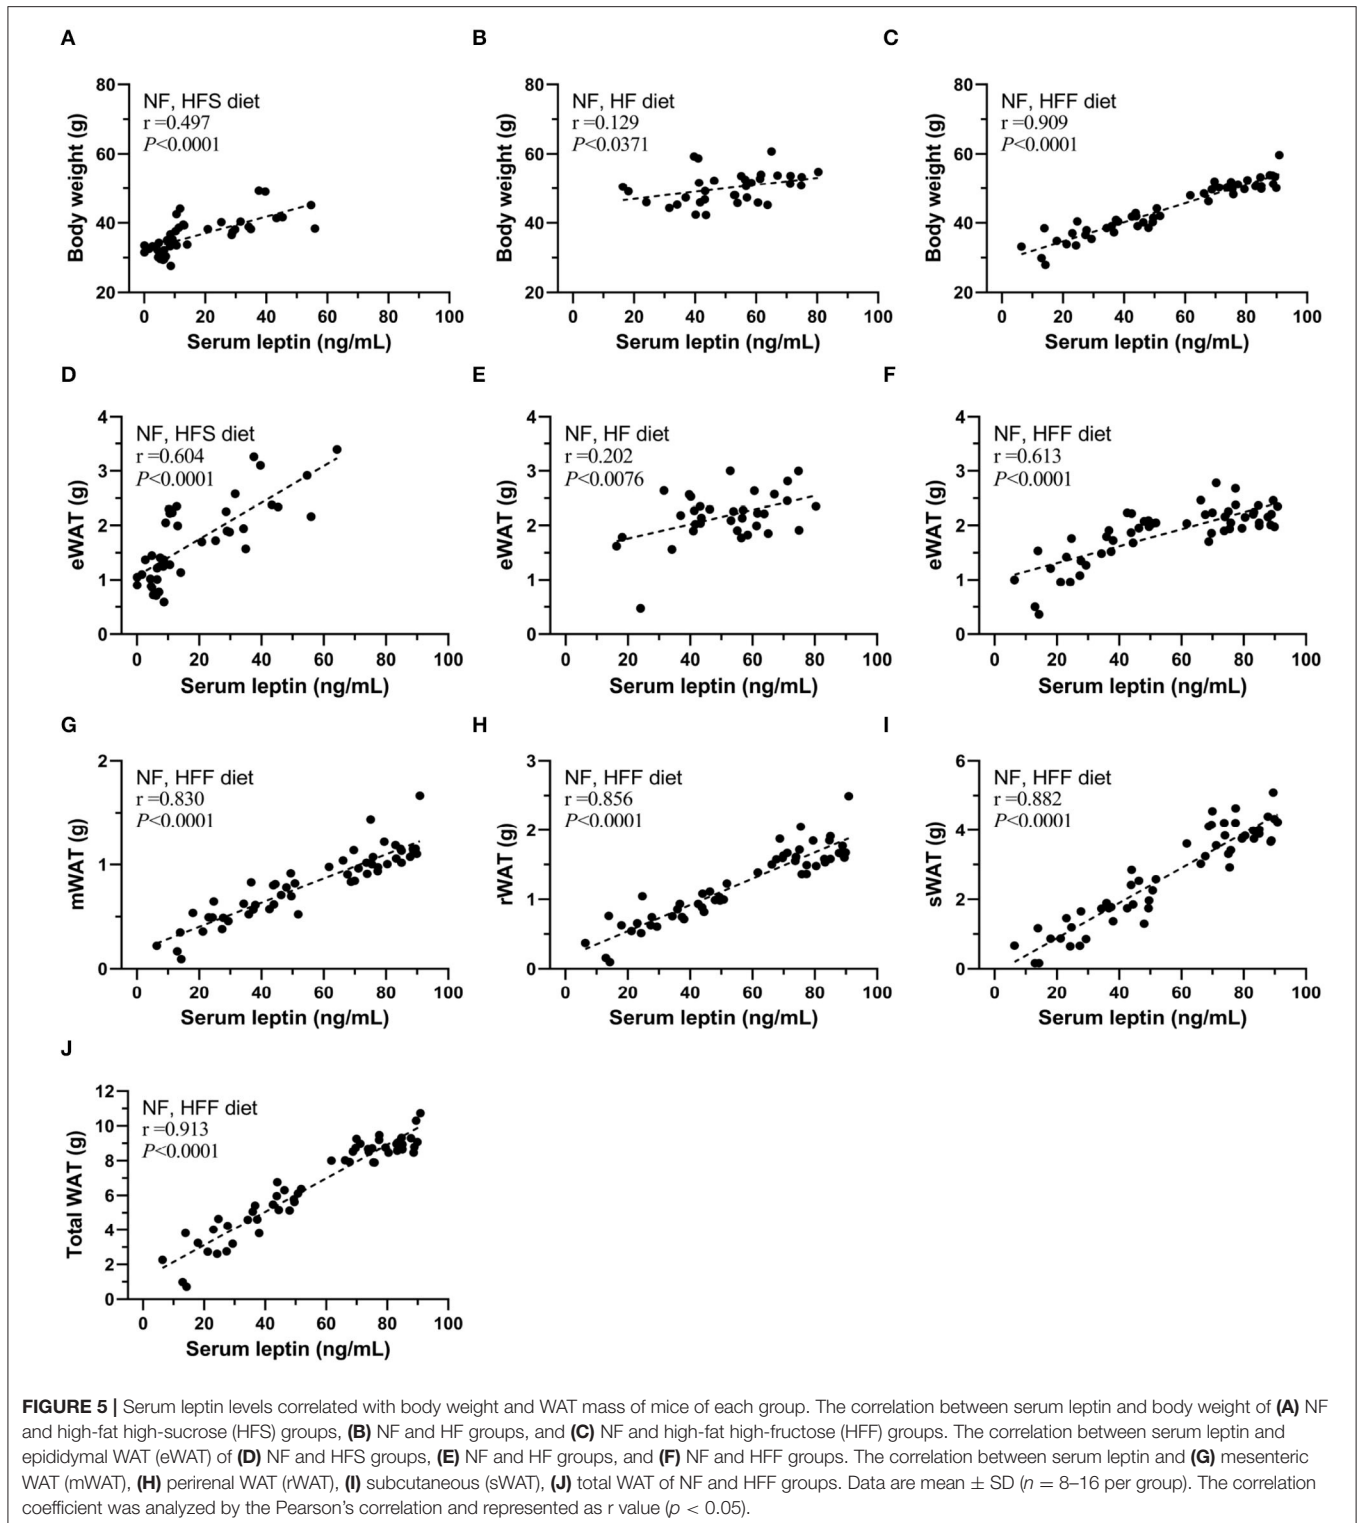 A
B
C
80
60
40
20
Body weight (g)
NF, HFS diet
r =0.497
P<0.0001
0 20 40 60 80 100
Serum leptin (ng/mL)
80
60
40
20
Body weight (g)
NF, HF diet
r =0.129
P<0.0371
0 20 40 60 80 100
Serum leptin (ng/mL)
80
60
40
20
Body weight (g)
NF, HFF diet
r =0.909
P<0.0001
0 20 40 60 80 100
Serum leptin (ng/mL)
D
E
F
4
3
2
1
0
eWAT (g)
NF, HFS diet
r =0.604
P<0.0001
0 20 40 60 80 100
Serum leptin (ng/mL)
4
3
2
1
0
eWAT (g)
NF, HF diet
r =0.202
P<0.0076
0 20 40 60 80 100
Serum leptin (ng/mL)
4
3
2
1
0
eWAT (g)
NF, HFF diet
r =0.613
P<0.0001
0 20 40 60 80 100
Serum leptin (ng/mL)
G
H
I
2
1
0
mWAT (g)
NF, HFF diet
r =0.830
P<0.0001
0 20 40 60 80 100
Serum leptin (ng/mL)
3
2
1
0
rWAT (g)
NF, HFF diet
r =0.856
P<0.0001
0 20 40 60 80 100
Serum leptin (ng/mL)
6
4
2
0
sWAT (g)
NF, HFF diet
r =0.882
P<0.0001
0 20 40 60 80 100
Serum leptin (ng/mL)
J
12
10
8
6
4
2
0
Total WAT (g)
NF, HFF diet
r =0.913
P<0.0001
0 20 40 60 80 100
Serum leptin (ng/mL)
FIGURE 5 | Serum leptin levels correlated with body weight and WAT mass of mice of each group. The correlation between serum leptin and body weight of (A) NF
and high-fat high-sucrose (HFS) groups, (B) NF and HF groups, and (C) NF and high-fat high-fructose (HFF) groups. The correlation between serum leptin and
epididymal WAT (eWAT) of (D) NF and HFS groups, (E) NF and HF groups, and (F) NF and HFF groups. The correlation between serum leptin and (G) mesenteric
WAT (mWAT), (H) perirenal WAT (rWAT), (I) subcutaneous (sWAT), (J) total WAT of NF and HFF groups. Data are mean ± SD (n = 8–16 per group). The correlation
coefficient was analyzed by the Pearson's correlation and represented as r value (p < 0.05).